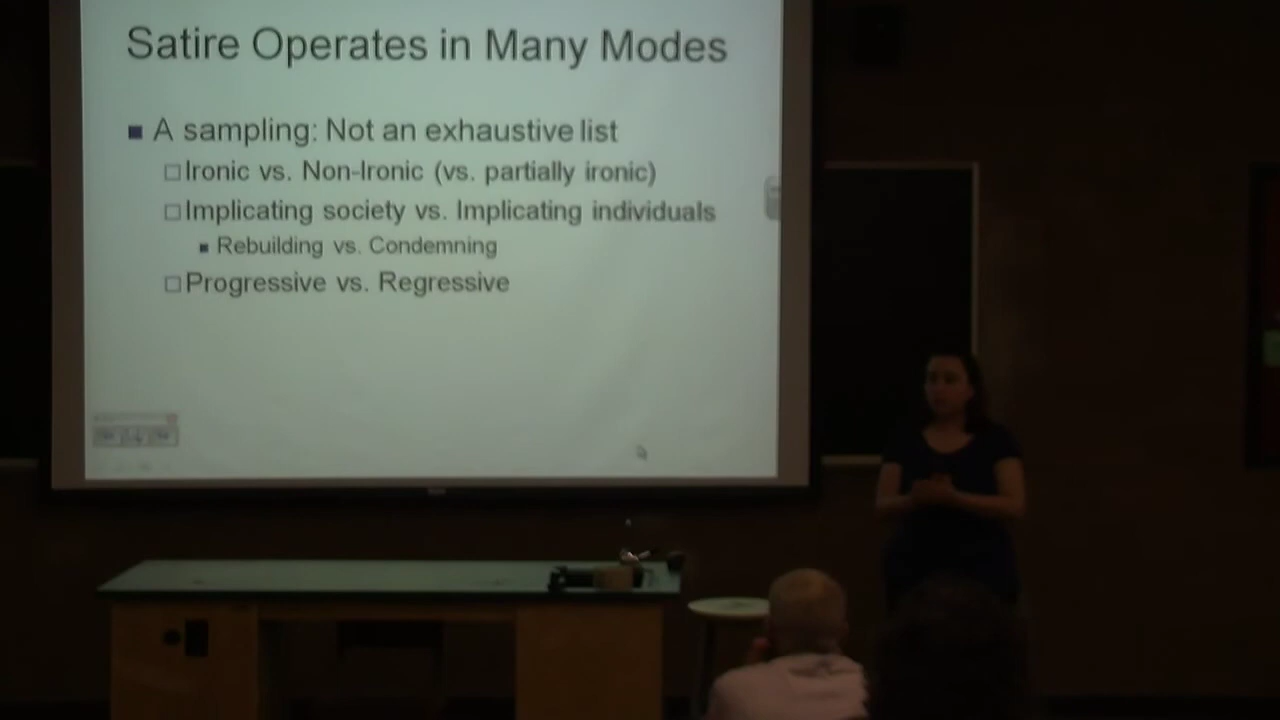 Satire Operates in Many Modes
A sampling: Not an exhaustive list
Ironic vs. Non-Ironic (vs. partially ironic)
Implicating society vs. Implicating individuals
Rebuilding vs. Condemning
Progressive vs. Regressive